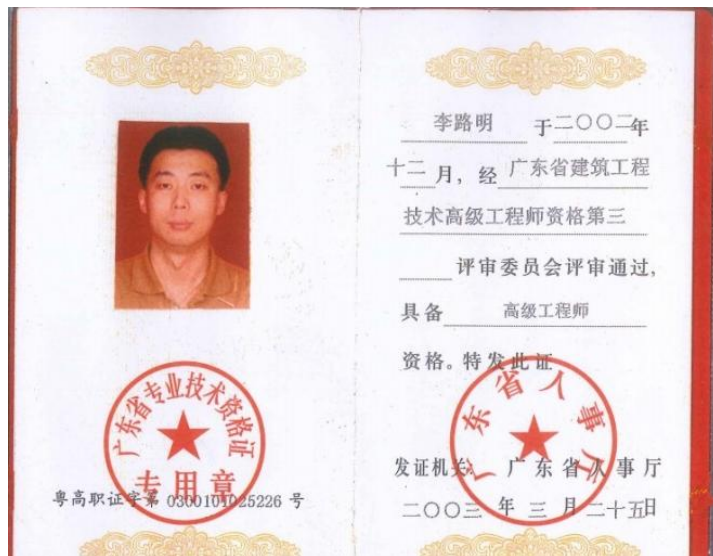 广东省专业技术资格证
专用章
粤高职证字第 0300101025226 号
李路明 于二〇〇二年
十二月，经 广东省建筑工程
技术高级工程师资格第三
评审委员会评审通过，
具备 高级工程师
资格。特发此证
广东省人事厅
发证机关：广东省人事厅
二〇〇三 年 三 月二十五日